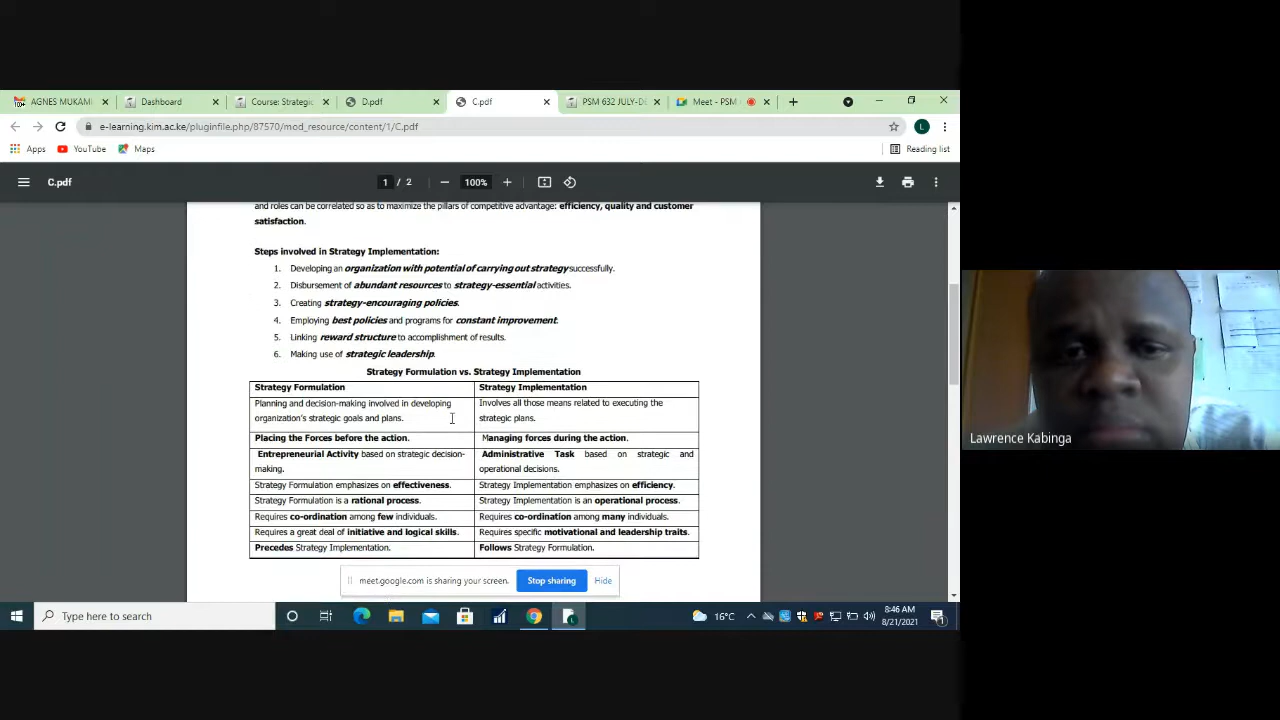 AGNES MUKAMI
Dashboard
Course: Strategic
D.pdf
C.pdf
PSM 632 JULY-DE
Meet - PSM
e-learning.kim.ac.ke/pluginfile.php/87570/mod_resource/content/1/C.pdf
L
Apps
YouTube
Maps
Reading list
C.pdf
1 / 2
100%
and roles can be correlated so as to maximize the pillars of competitive advantage: efficiency, quality and customer
satisfaction.
Steps involved in Strategy Implementation:
1. Developing an organization with potential of carrying out strategy successfully.
2. Disbursement of abundant resources to strategy-essential activities.
3. Creating strategy-encouraging policies.
4. Employing best policies and programs for constant improvement.
5. Linking reward structure to accomplishment of results.
6. Making use of strategic leadership.
Strategy Formulation vs. Strategy Implementation
Strategy Formulation
Strategy Implementation
Planning and decision-making involved in developing
organization's strategic goals and plans.
Involves all those means related to executing the
strategic plans.
Placing the Forces before the action.
Managing forces during the action.
Entrepreneurial Activity based on strategic decision-
making.
Administrative Task based on strategic and
operational decisions.
Strategy Formulation emphasizes on effectiveness.
Strategy Implementation emphasizes on efficiency.
Strategy Formulation is a rational process.
Strategy Implementation is an operational process.
Requires co-ordination among few individuals.
Requires co-ordination among many individuals.
Requires a great deal of initiative and logical skills.
Requires specific motivational and leadership traits.
Precedes Strategy Implementation.
Follows Strategy Formulation.
meet.google.com is sharing your screen.
Stop sharing
Hide
Type here to search
16°C
8:46 AM
8/21/2021
Lawrence Kabinga